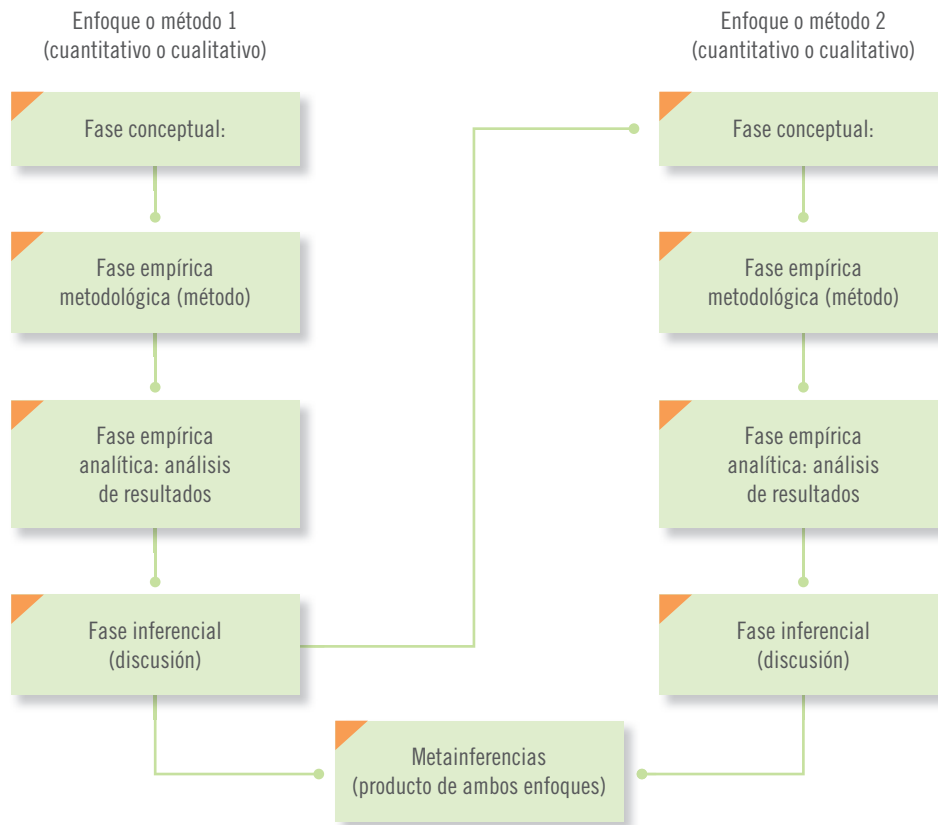 Enfoque o método 1
(cuantitativo o cualitativo)
Fase conceptual:
Fase empírica
metodológica (método)
Fase empírica
analítica: análisis
de resultados
Fase inferencial
(discusión)
Enfoque o método 2
(cuantitativo o cualitativo)
Fase conceptual:
Fase empírica
metodológica (método)
Fase empírica
analítica: análisis
de resultados
Fase inferencial
(discusión)
Metainferencias
(producto de ambos enfoques)